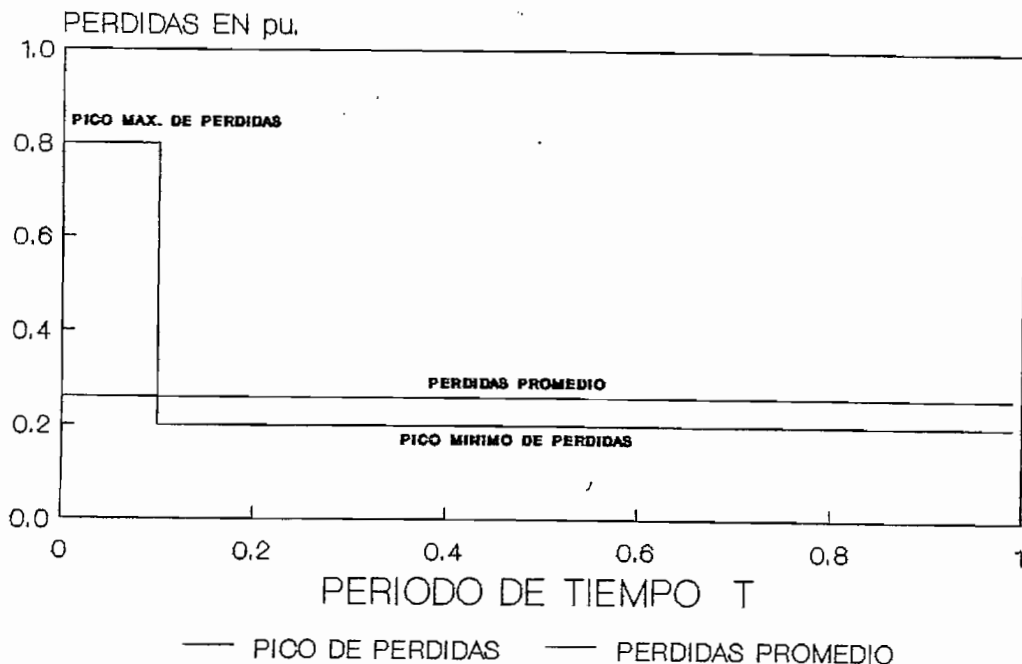 PERDIDAS EN pu.
1.0
PICO MAX. DE PERDIDAS
0.8
0.6
0.4
PERDIDAS PROMEDIO
0.2
PICO MINIMO DE PERDIDAS
0.0
0 0.2 0.4 0.6 0.8 1
PERIODO DE TIEMPO T
PICO DE PERDIDAS PERDIDAS PROMEDIO